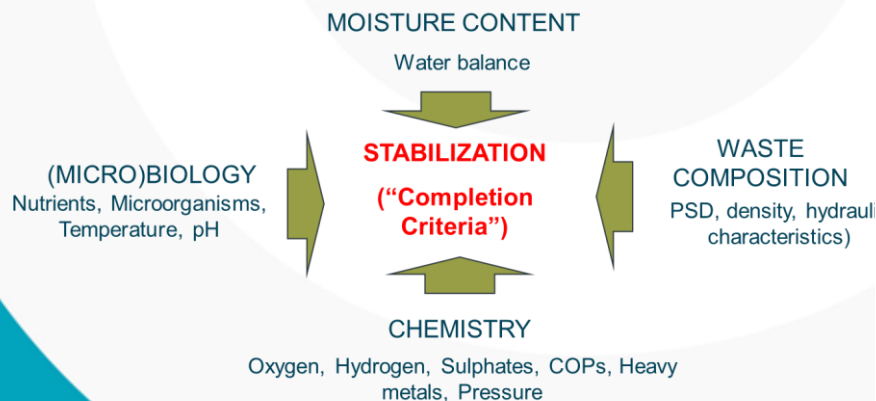 MOISTURE CONTENT
Water balance
STABILIZATION
(“Completion
Criteria”)
(MICRO)BIOLOGY
Nutrients, Microorganisms,
Temperature, pH
WASTE
COMPOSITION
PSD, density, hydrauli
characteristics)
CHEMISTRY
Oxygen, Hydrogen, Sulphates, COPs, Heavy
metals, Pressure